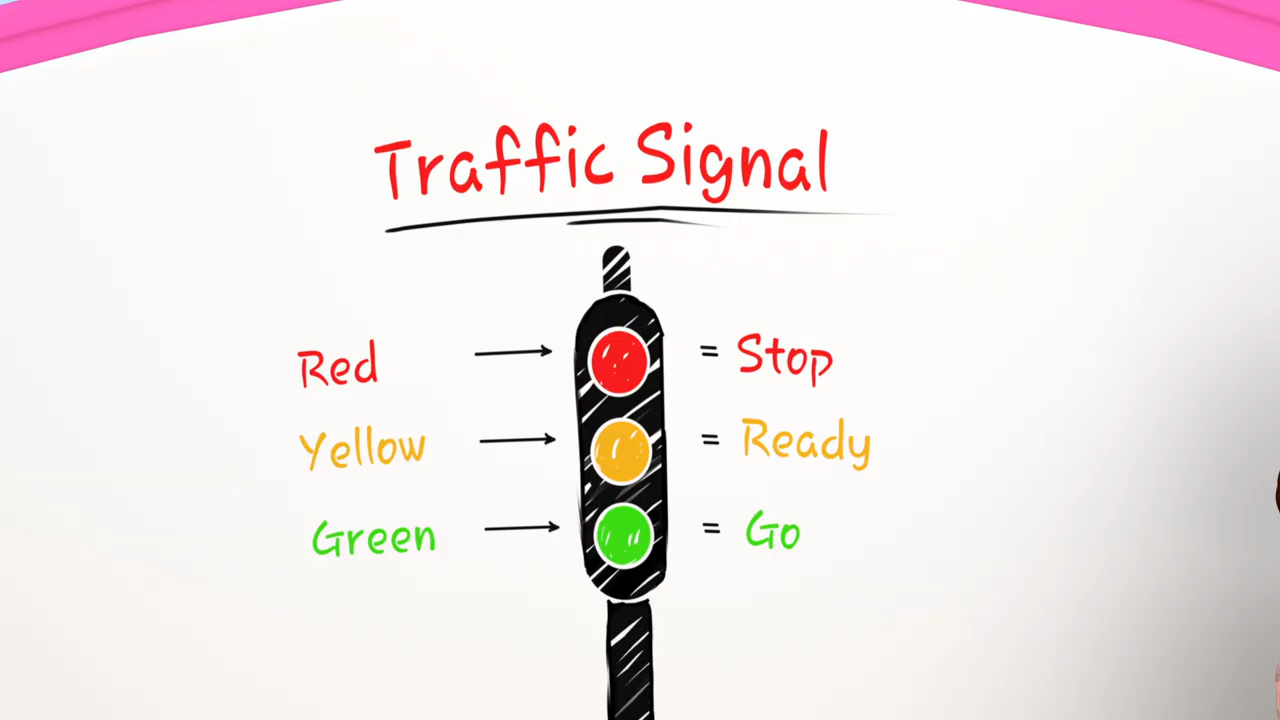 Traffic Signal
Red = Stop
Yellow = Ready
Green = Go